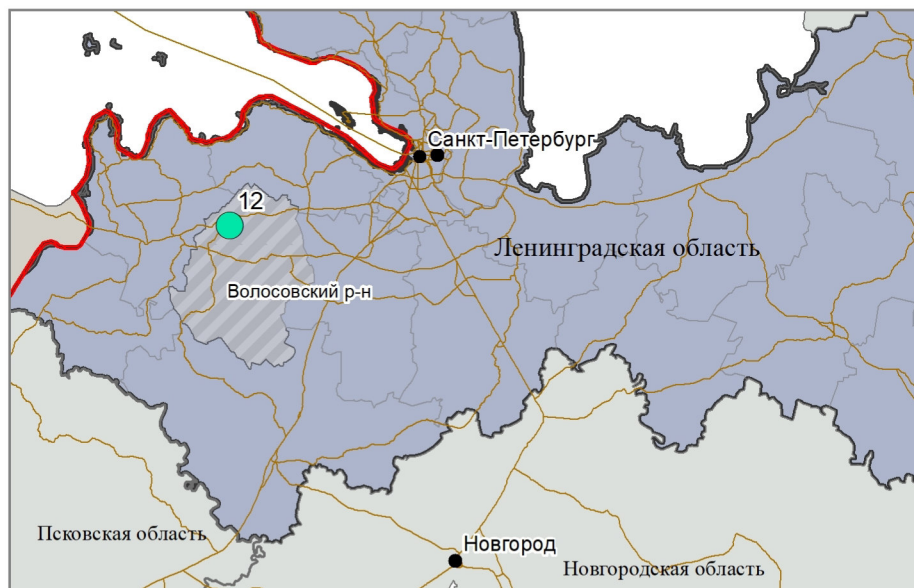 Санкт-Петербург
12
Ленинградская область
Волосовский р-н
Псковская область
Новгород
Новгородская область